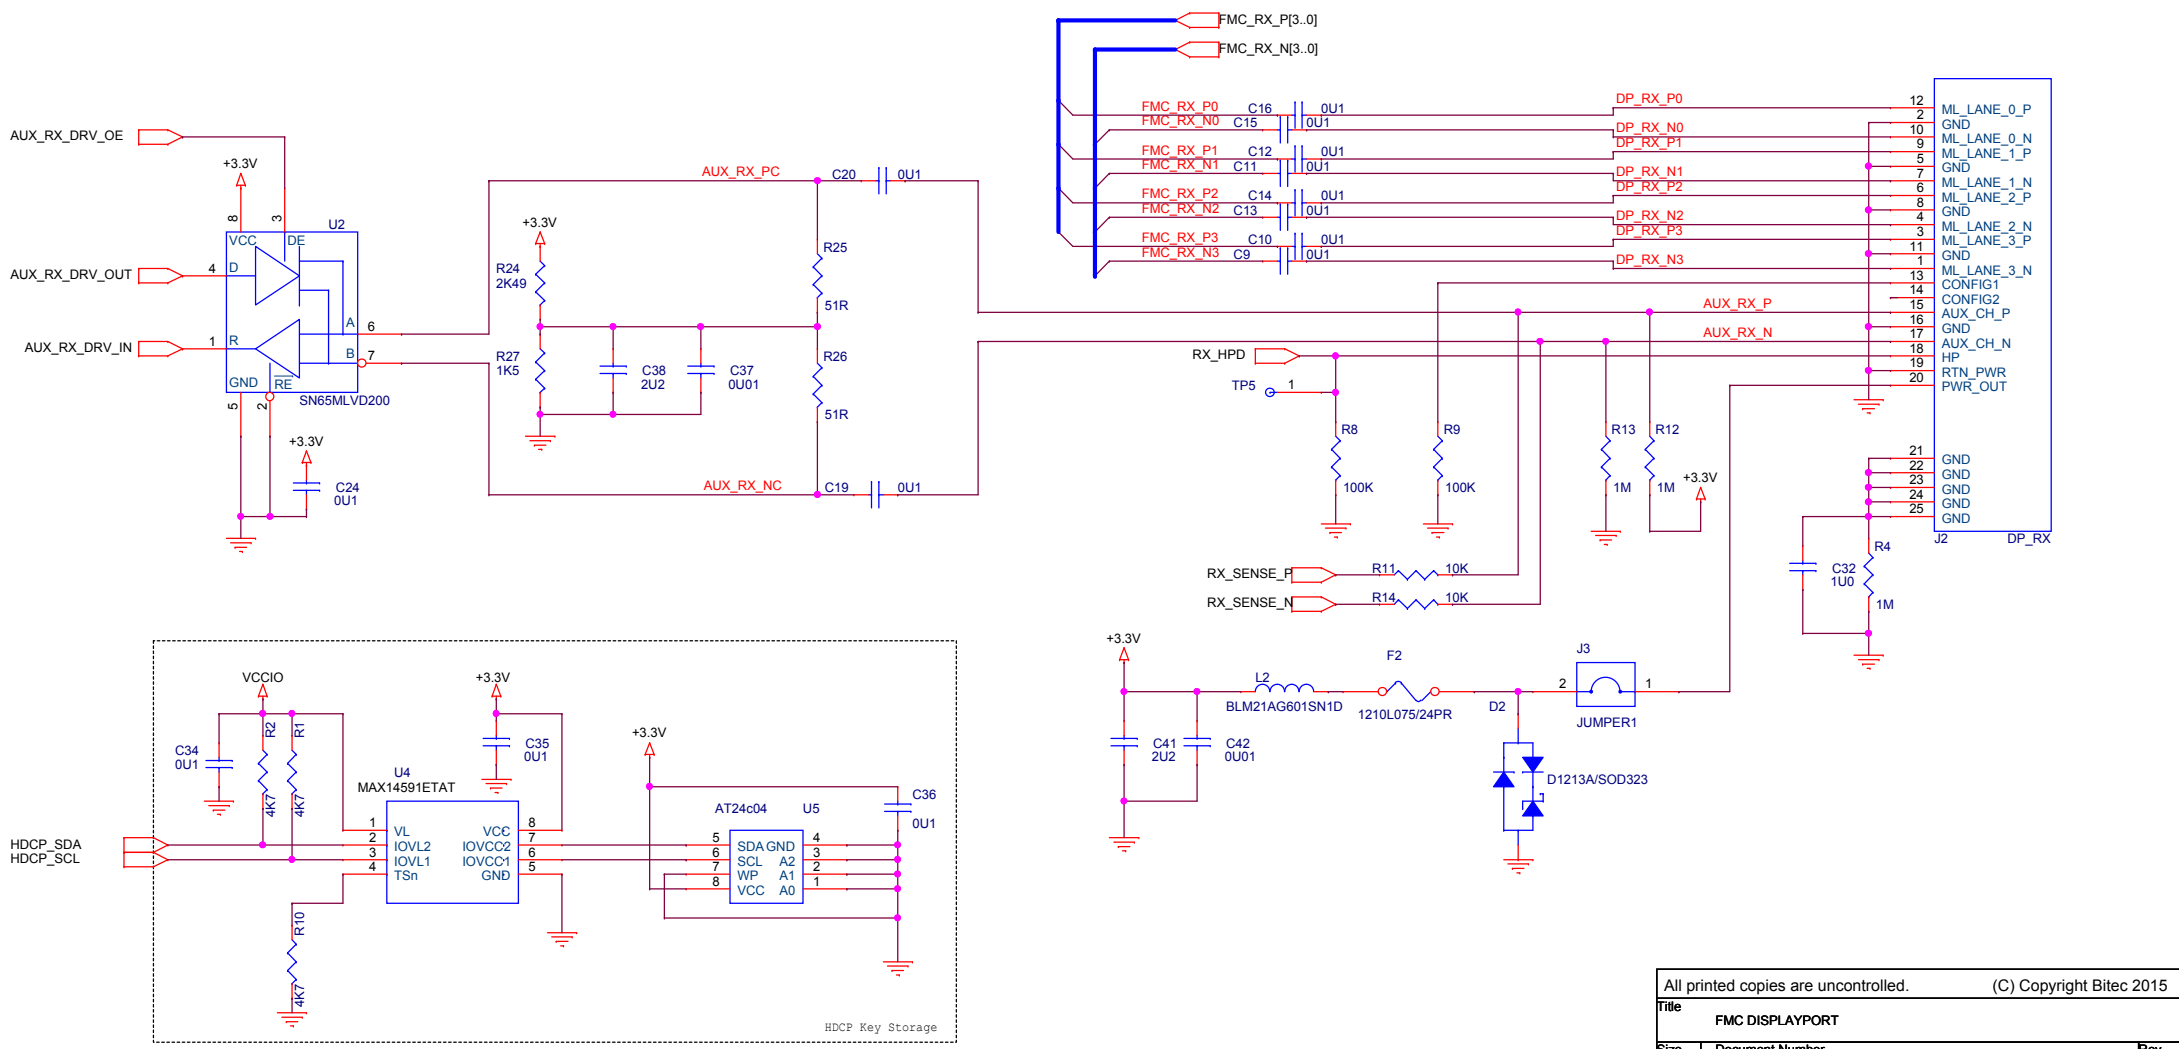 FMC_RX_P[3..0]
FMC_RX_N[3..0]
AUX_RX_DRV_OE
+3.3V
8
3
U2
VCC
DE
AUX_RX_DRV_OUT
4
D
A
6
AUX_RX_DRV_IN
1
R
B
7
GND
RE
SN65MLVD200
5
2
+3.3V
C24
0U1
AUX_RX_PC
C20
0U1
+3.3V
R24
2K49
R25
51R
R27
1K5
C38
2U2
C37
0U01
R26
51R
AUX_RX_NC
C19
0U1
FMC_RX_P0
C16
0U1
DP_RX_P0
FMC_RX_N0
C15
0U1
DP_RX_N0
FMC_RX_P1
C12
0U1
DP_RX_P1
FMC_RX_N1
C11
0U1
DP_RX_N1
FMC_RX_P2
C14
0U1
DP_RX_P2
FMC_RX_N2
C13
0U1
DP_RX_N2
FMC_RX_P3
C10
0U1
DP_RX_P3
FMC_RX_N3
C9
0U1
DP_RX_N3
12 ML_LANE_0_P
2 GND
10 ML_LANE_0_N
9 ML_LANE_1_P
5 GND
7 ML_LANE_1_N
6 ML_LANE_2_P
8 GND
4 ML_LANE_2_N
3 ML_LANE_3_P
11 GND
1 ML_LANE_3_N
13 CONFIG1
14 CONFIG2
15 AUX_CH_P
16 GND
17 AUX_CH_N
18 HP
19 RTN_PWR
20 PWR_OUT
21 GND
22 GND
23 GND
24 GND
25 GND
J2
DP_RX
AUX_RX_P
AUX_RX_N
RX_HPD
TP5
1
R8
100K
R9
100K
R13
1M
R12
1M
+3.3V
R4
1M
C32
1U0
RX_SENSE_P
R11
10K
RX_SENSE_N
R14
10K
+3.3V
L2
BLM21AG601SN1D
F2
1210L075/24PR
D2
J3
2
1
JUMPER1
C41
2U2
C42
0U01
D1213A/SOD323
VCCIO
+3.3V
+3.3V
C34
0U1
R2
4K7
R1
4K7
C35
0U1
U4
MAX14591ETAT
HDCP_SDA
HDCP_SCL
1 VL
2 IOVL2
3 IOVL1
4 TSn
VCC 8
IOVCC2 7
IOVCC1 6
GND 5
R10
4K7
AT24c04
U5
C36
0U1
5 SDA
6 SCL
7 WP
8 VCC
GND 4
A2 3
A1 2
A0 1
HDCP Key Storage
All printed copies are uncontrolled. (C) Copyright Bitec 2015
Title
FMC DISPLAYPORT
Size Document Number Rev